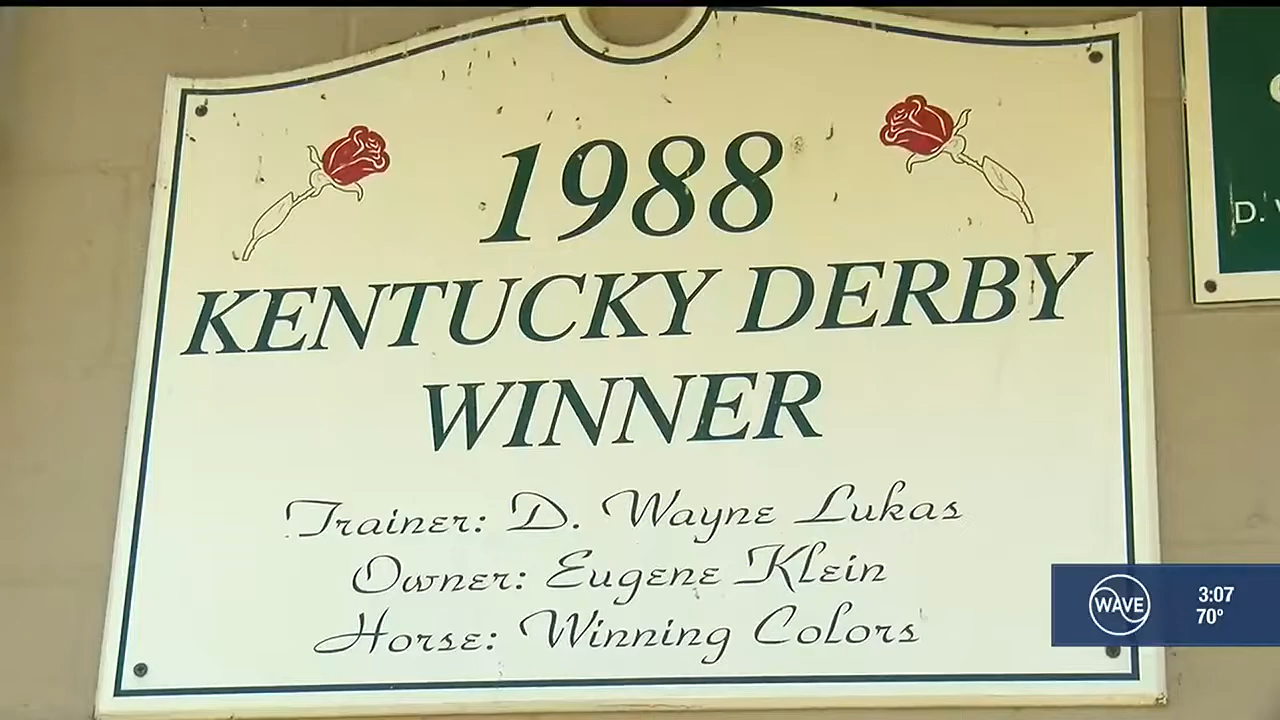 1988
KENTUCKY DERBY
WINNER
Trainer: D. Wayne Lukas
Owner: Eugene Klein
Horse: Winning Colors
D.
WAVE
3:07
70°